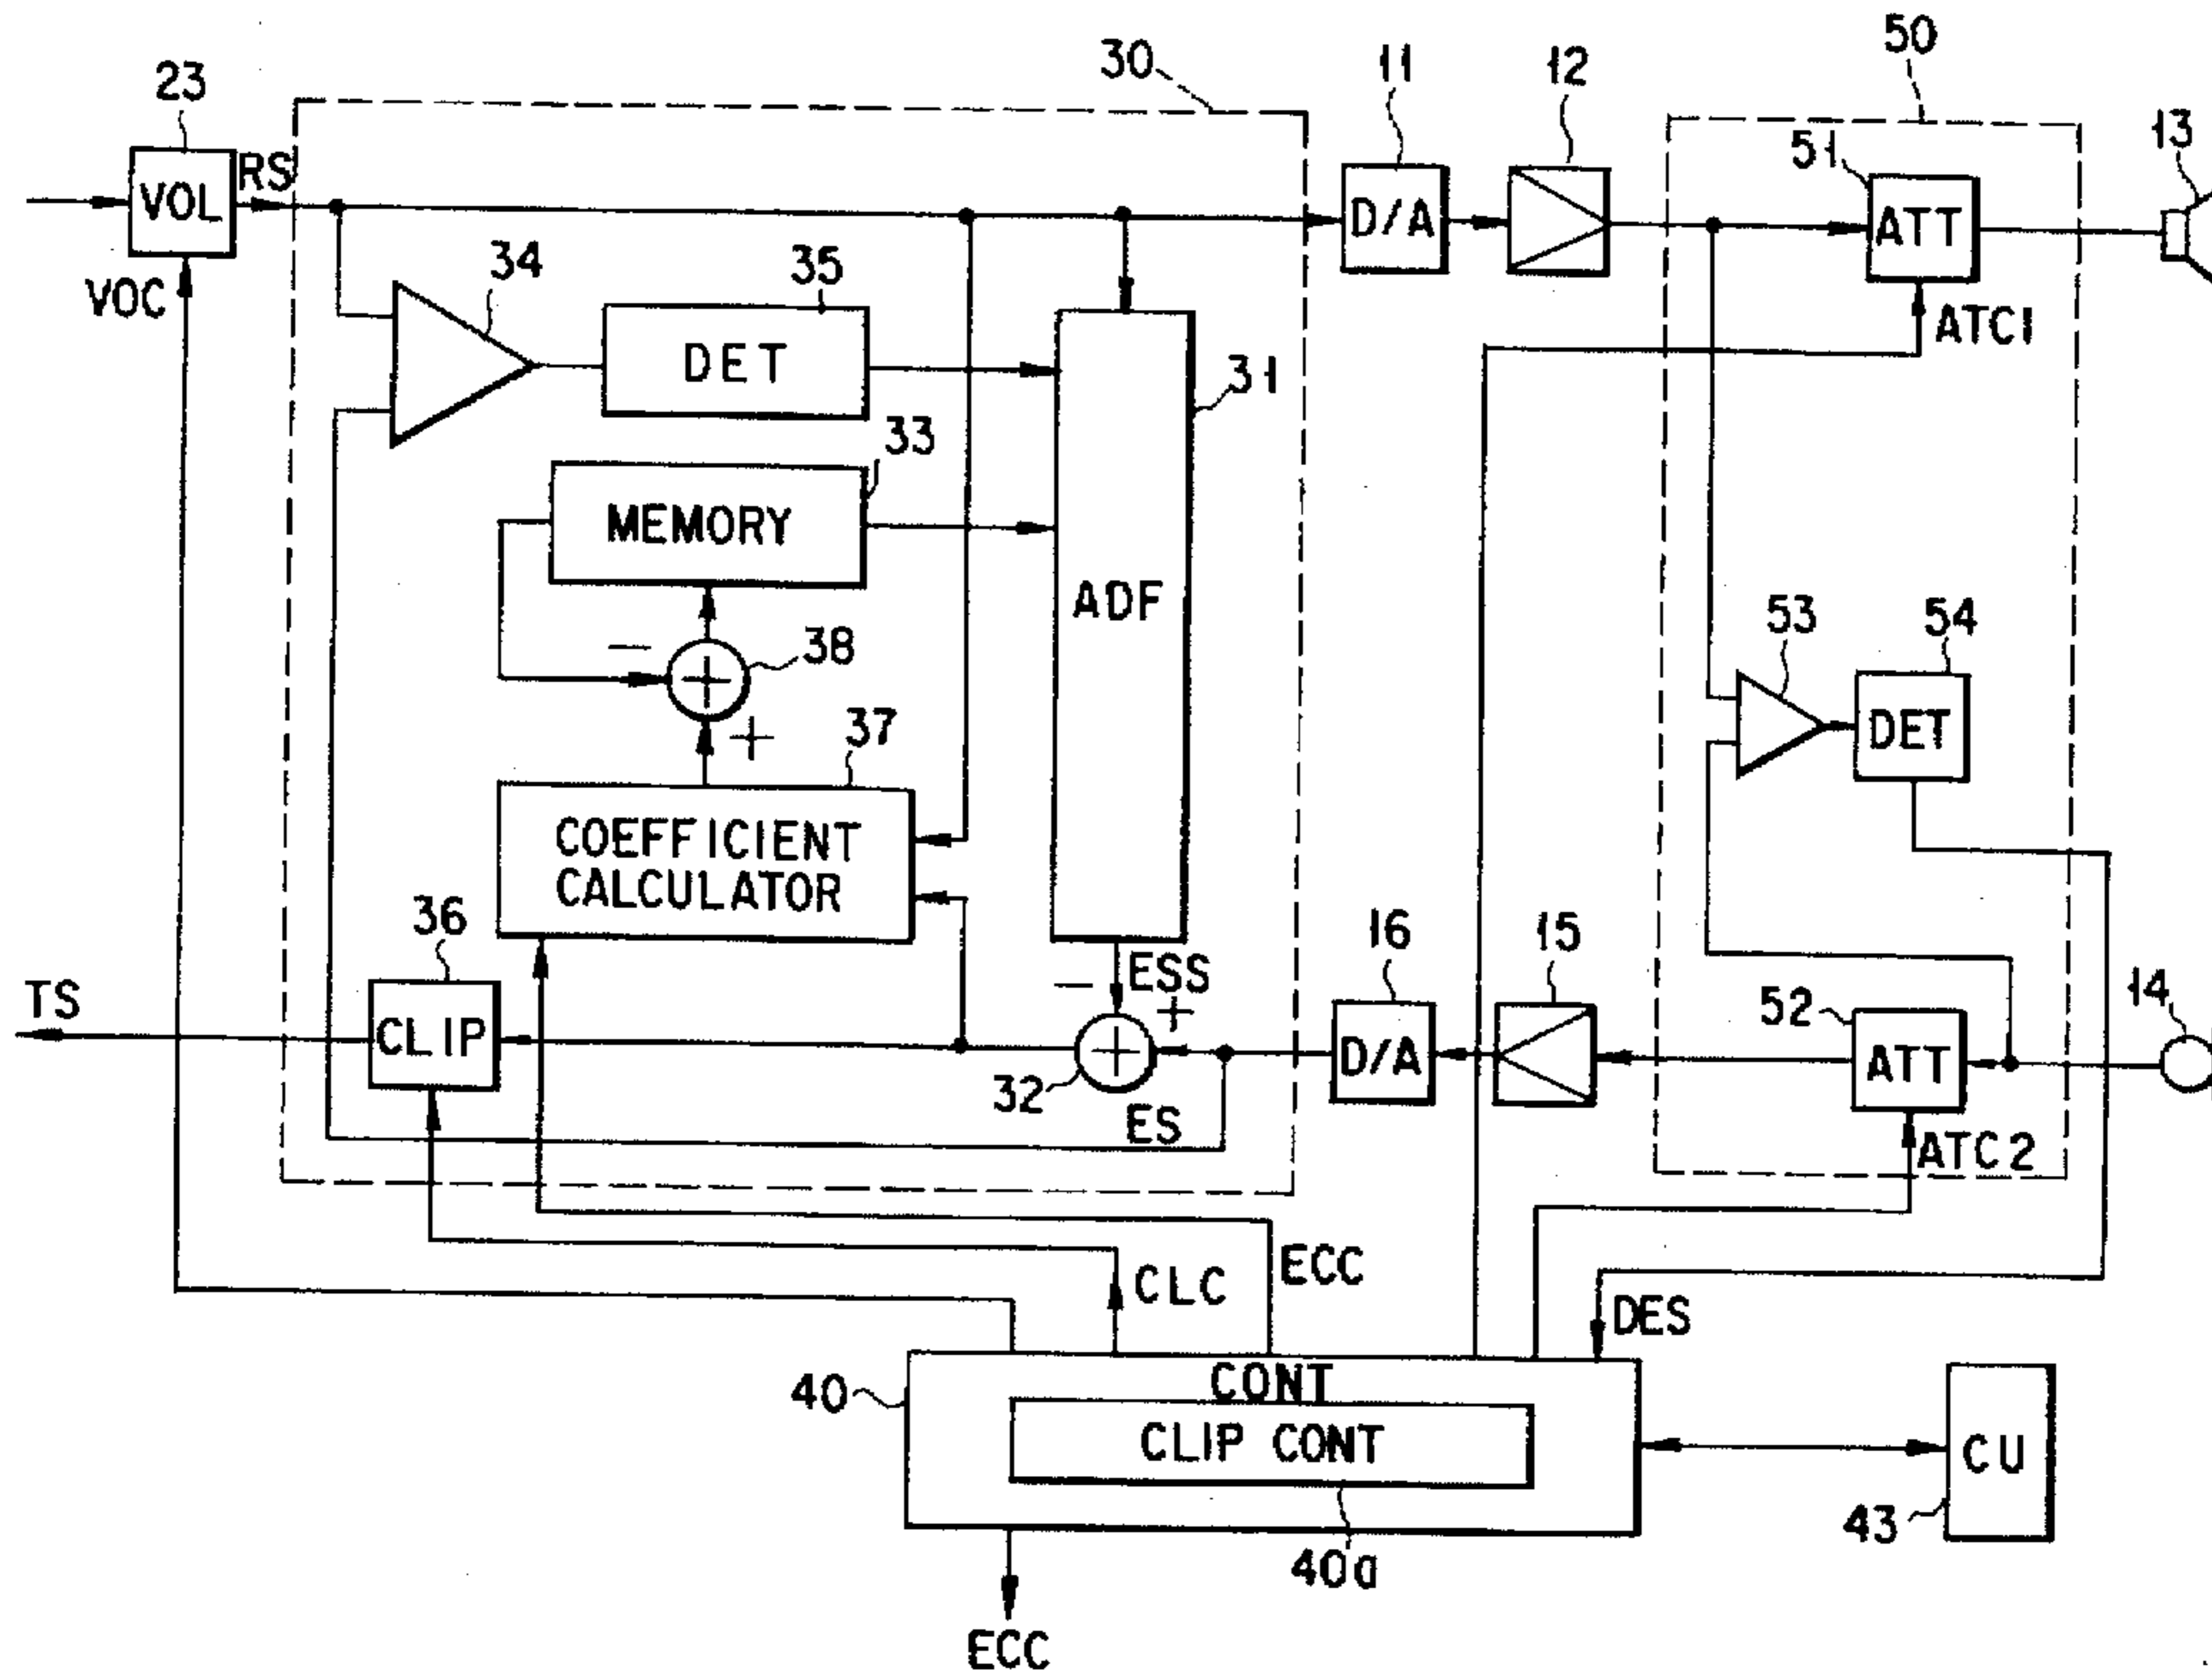 50
30
11
12
23
13
51
RS
VOL
D/A
ATT
34
35
VOC
ATC1
DET
31
33
MEMORY
ADF
53
54
38
−
+
37
DET
COEFFICIENT
CALCULATOR
36
16
15
ESS
14
TS
−
+
52
CLIP
D/A
ATT
32
ES
ATC2
ECC
CLC
DES
40
CONT
CLIP CONT
CU
43
40a
ECC